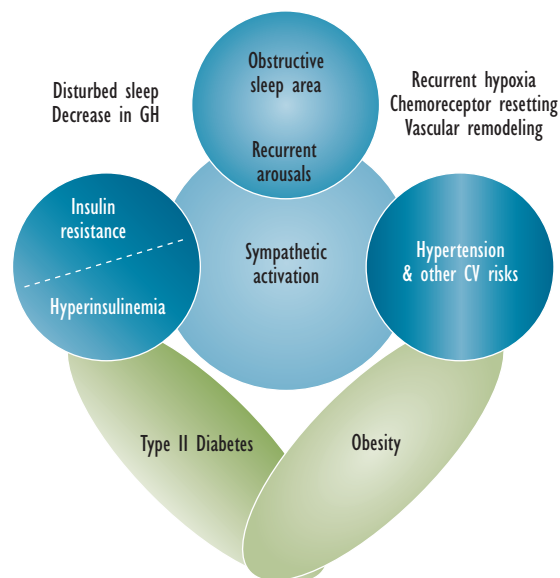 Obstructive
sleep area
Recurrent
arousals
Disturbed sleep
Decrease in GH
Recurrent hypoxia
Chemoreceptor resetting
Vascular remodeling
Insulin
resistance
Hyperinsulinemia
Sympathetic
activation
Hypertension
& other CV risks
Type II Diabetes
Obesity